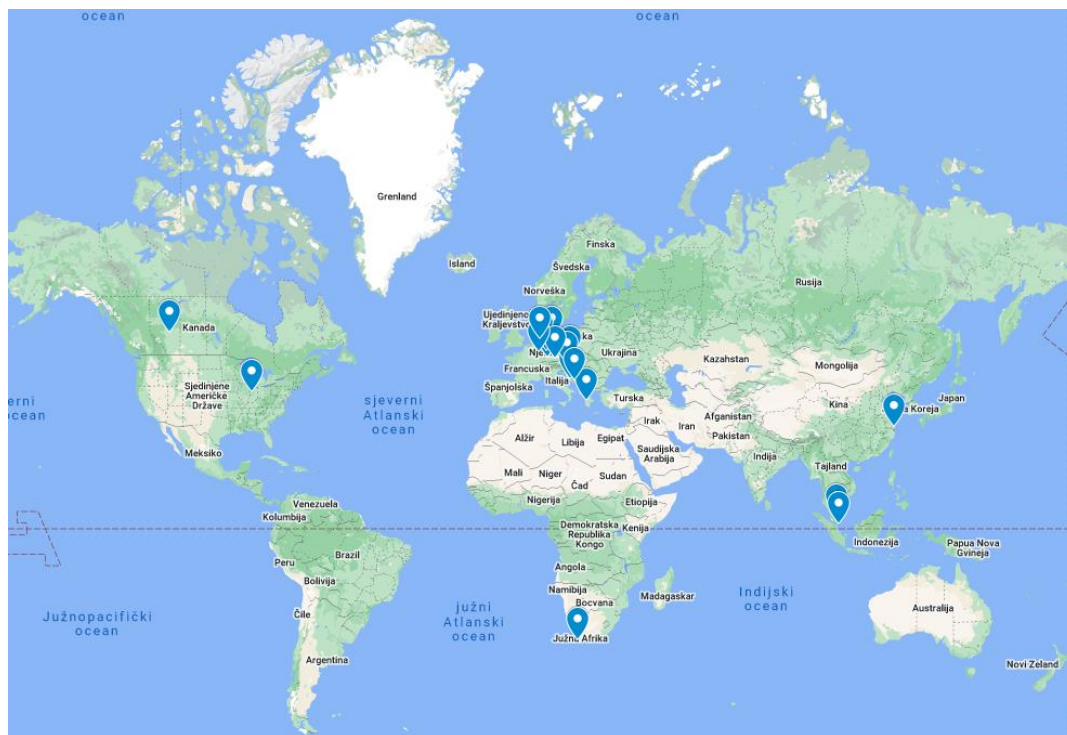 ocean
ocean
Grenland
Island
Finska
Švedska
Norveška
Rusija
Ujedinjeno
Kraljevstvo
Kanada
Ukrajina
Francuska
Kazahstan
Mongolija
Italija
Španjolska
Turska
Sjedinjene
Američke
Države
sjeverni
Atlanski
ocean
erni
ocean
Japan
Kina
Koreja
Afganistan
Irak
Iran
Pakistan
Alžir
Libija
Egipat
Saudijska
Arabija
Indija
Meksiko
Tajland
Mali
Niger
Čad
Sudan
Nigerija
Etiopija
Venezuela
Kolumbija
Demokratska
Republika
Kongo
Kenija
Indonezija
Papua Nova
Gvineja
Peru
Brazil
Angola
Bolivija
Namibija
Bocvana
Madagaskar
Indijski
ocean
Južnopacifički
ocean
Čile
južni
Atlanski
ocean
Australija
Južna Afrika
Argentina
Novi Zeland